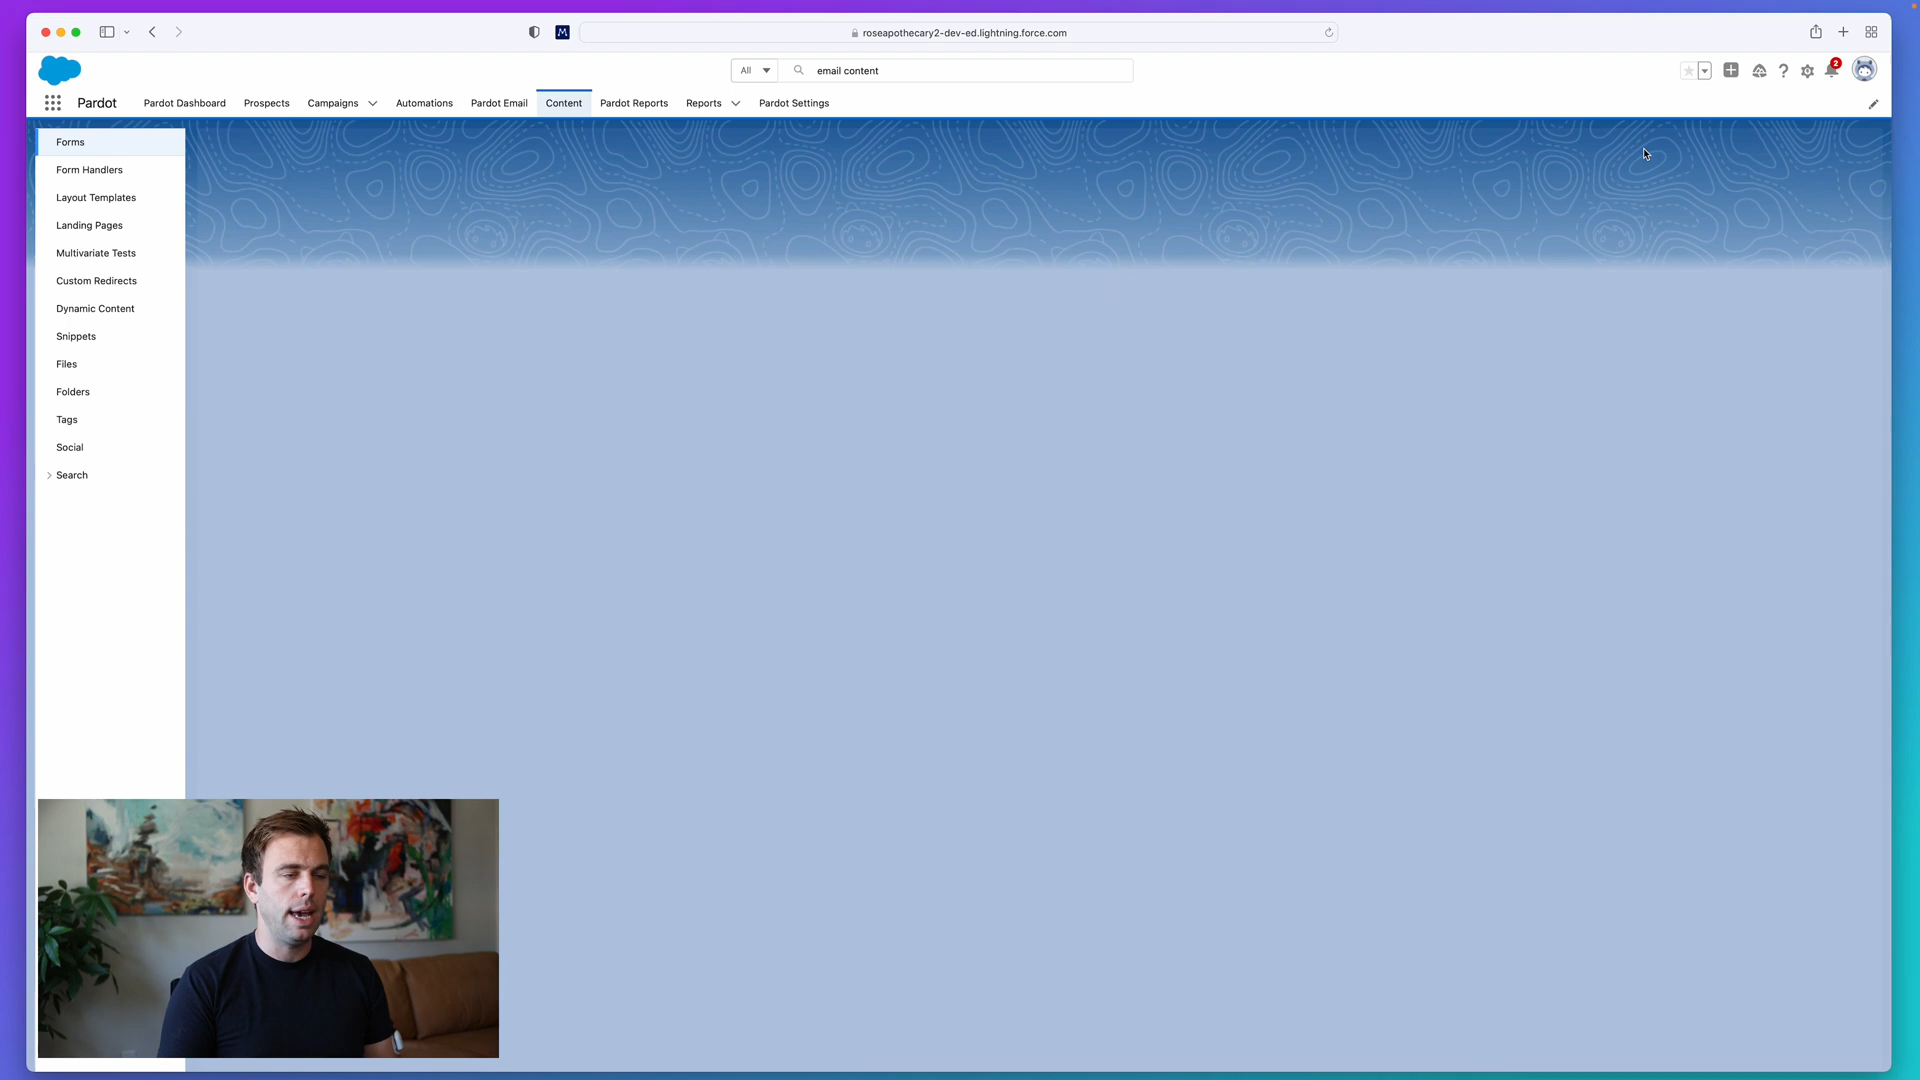 M
roseapothecary2-dev-ed.lightning.force.com
All
email content
2
Pardot
Pardot Dashboard
Prospects
Campaigns
Automations
Pardot Email
Content
Pardot Reports
Reports
Pardot Settings
Forms
Form Handlers
Layout Templates
Landing Pages
Multivariate Tests
Custom Redirects
Dynamic Content
Snippets
Files
Folders
Tags
Social
Search